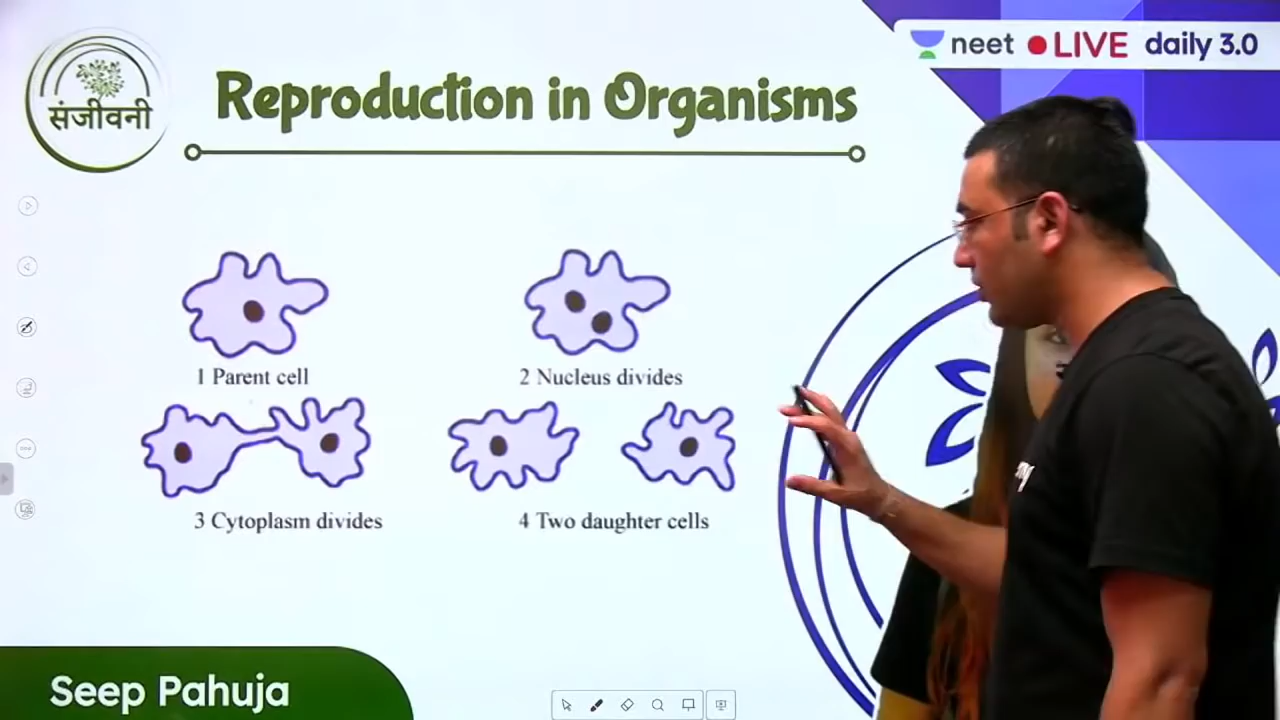 संजीवनी
Reproduction in Organisms
neet LIVE daily 3.0
1 Parent cell
2 Nucleus divides
3 Cytoplasm divides
4 Two daughter cells
Seep Pahuja